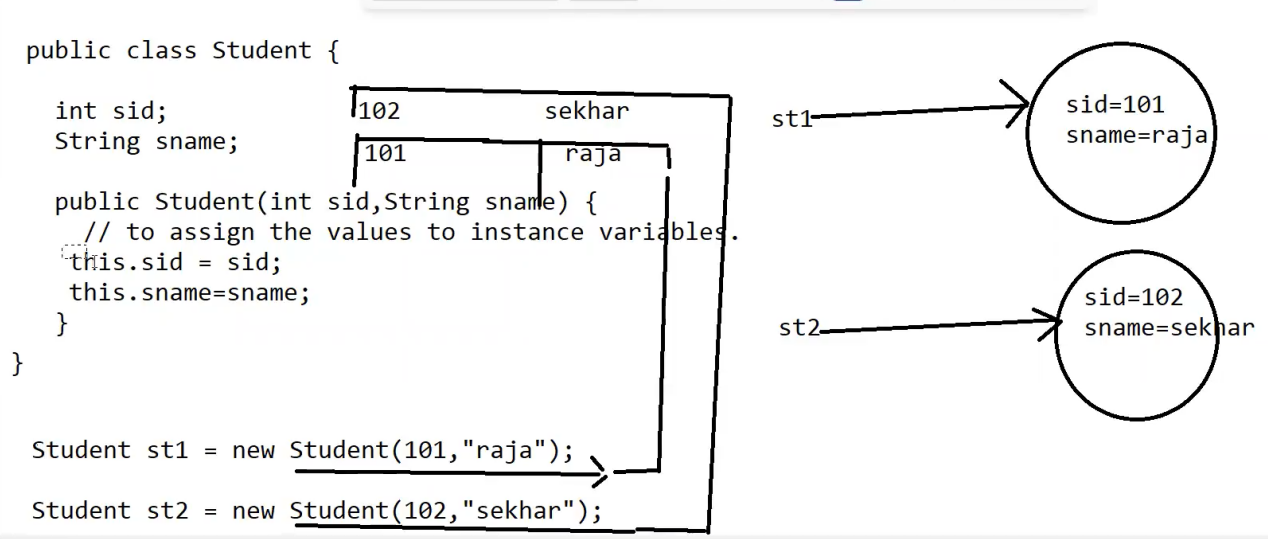 public class Student {
int sid;
String sname;
102 sekhar
101 raja
public Student(int sid,String sname) {
// to assign the values to instance variables.
this.sid = sid;
this.sname=sname;
}
}
Student st1 = new Student(101,"raja");
Student st2 = new Student(102,"sekhar");
st1
sid=101
sname=raja
st2
sid=102
sname=sekhar